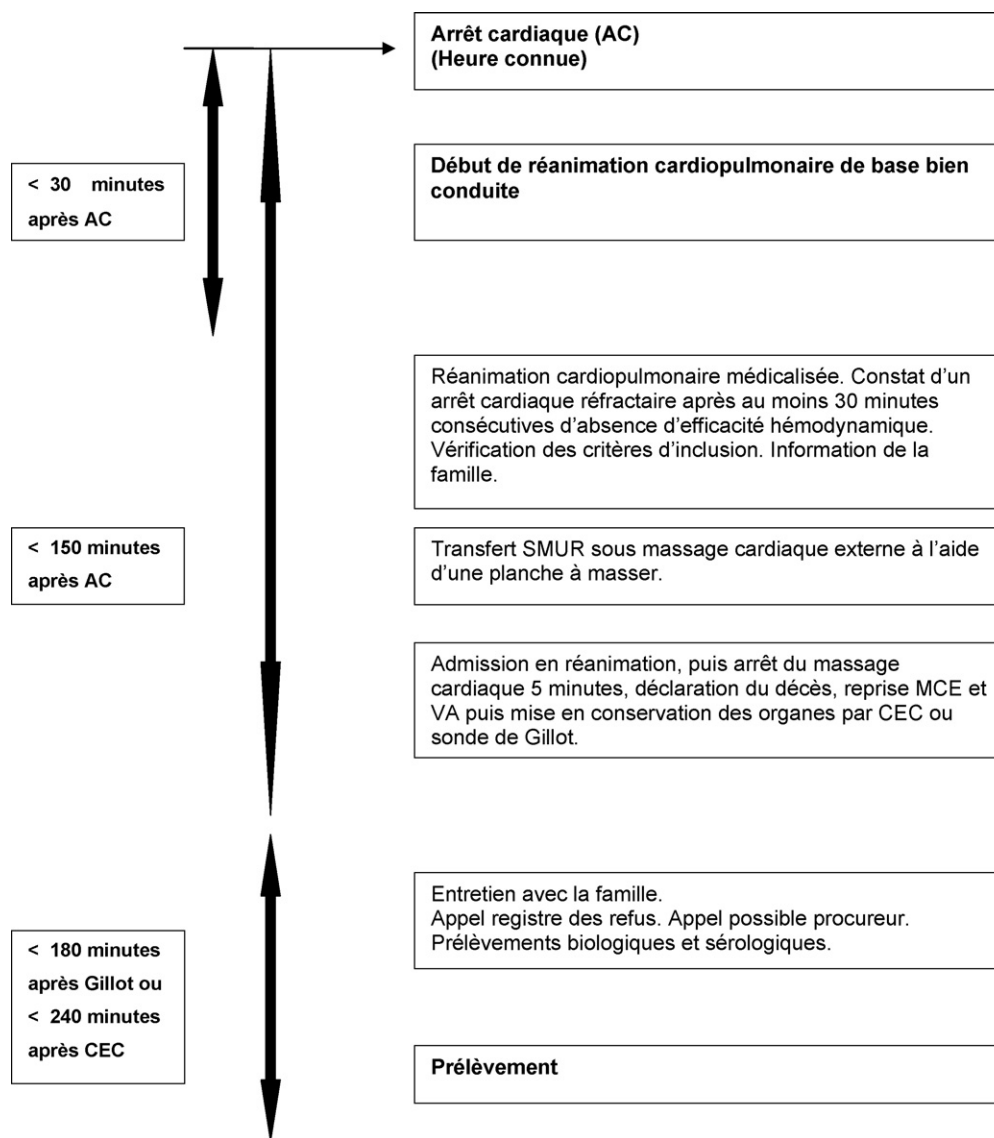 Arrêt cardiaque (AC)
(Heure connue)
< 30 minutes
après AC
Début de réanimation cardiopulmonaire de base bien
conduite
Réanimation cardiopulmonaire médicalisée. Constat d'un
arrêt cardiaque réfractaire après au moins 30 minutes
consécutives d'absence d'efficacité hémodynamique.
Vérification des critères d'inclusion. Information de la
famille.
< 150 minutes
après AC
Transfert SMUR sous massage cardiaque externe à l'aide
d'une planche à masser.
Admission en réanimation, puis arrêt du massage
cardiaque 5 minutes, déclaration du décès, reprise MCE et
VA puis mise en conservation des organes par CEC ou
sonde de Gillot.
Entretien avec la famille.
Appel registre des refus. Appel possible procureur.
Prélèvements biologiques et sérologiques.
< 180 minutes
après Gillot ou
< 240 minutes
après CEC
Prélèvement